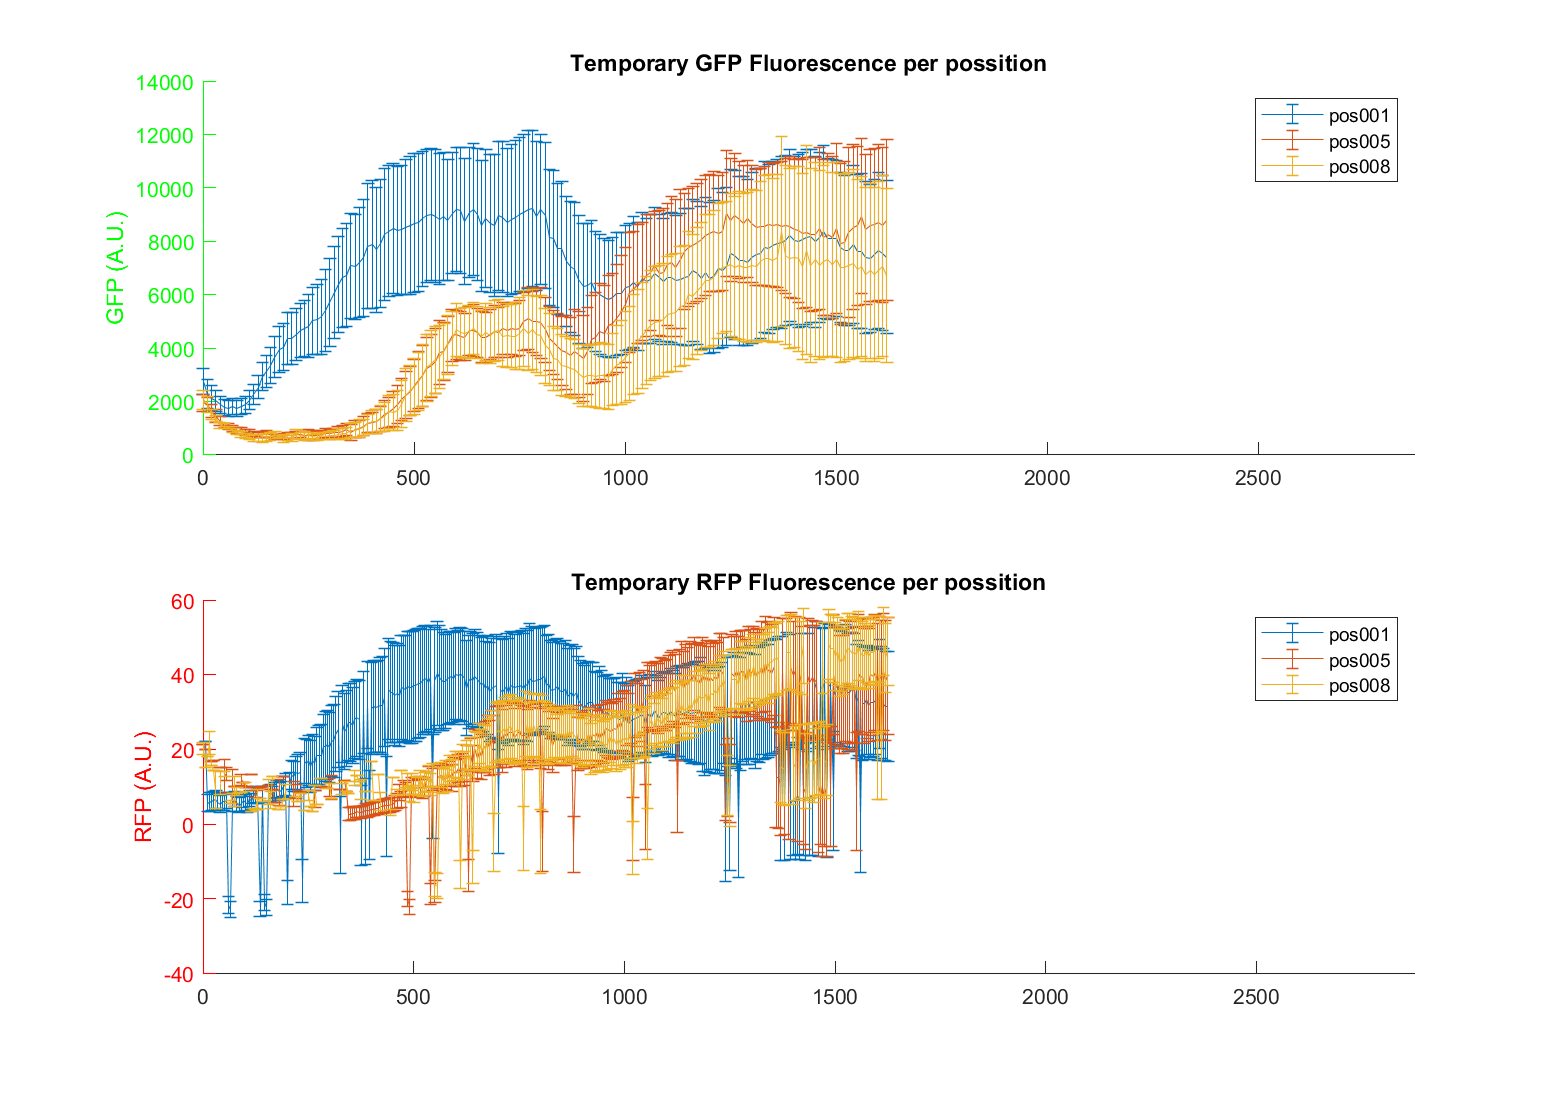 Temporary GFP Fluorescence per possition
14000
12000
10000
8000
6000
4000
2000
0
GFP (A.U.)
0 500 1000 1500 2000 2500
pos001
pos005
pos008
Temporary RFP Fluorescence per possition
60
40
20
0
-20
-40
RFP (A.U.)
0 500 1000 1500 2000 2500
pos001
pos005
pos008